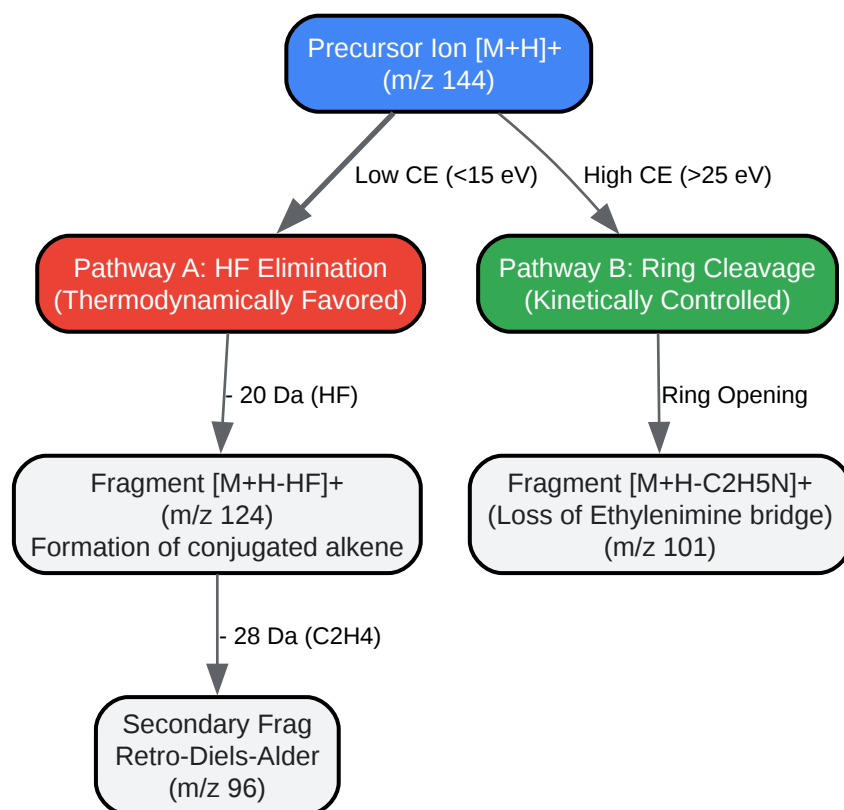 Precursor Ion [M+H]+
(m/z 144)
Low CE (<15 eV)
High CE (>25 eV)
Pathway A: HF Elimination
(Thermodynamically Favored)
Pathway B: Ring Cleavage
(Kinetically Controlled)
- 20 Da (HF)
Ring Opening
Fragment [M+H-HF]+
(m/z 124)
Formation of conjugated alkene
Fragment [M+H-C2H5N]+
(Loss of Ethylenimine bridge)
(m/z 101)
- 28 Da (C2H4)
Secondary Frag
Retro-Diels-Alder
(m/z 96)